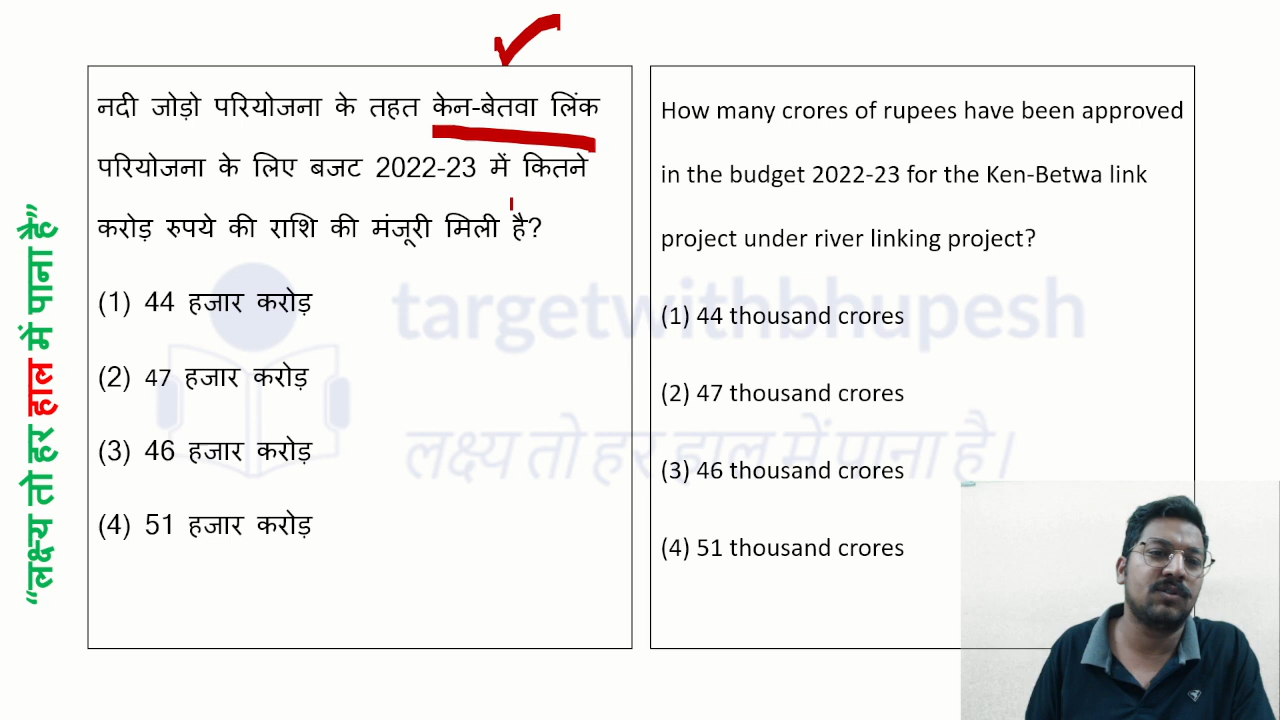 “लक्ष्य तो हर हाल में पाना है”
नदी जोड़ो परियोजना के तहत केन-बेतवा लिंक
परियोजना के लिए बजट 2022-23 में कितने
करोड़ रुपये की राशि की मंजूरी मिली है?
(1) 44 हजार करोड़
(2) 47 हजार करोड़
(3) 46 हजार करोड़
(4) 51 हजार करोड़
How many crores of rupees have been approved
in the budget 2022-23 for the Ken-Betwa link
project under river linking project?
(1) 44 thousand crores
(2) 47 thousand crores
(3) 46 thousand crores
(4) 51 thousand crores
targetwithbhupesh
लक्ष्य तो हर हाल में पाना है।